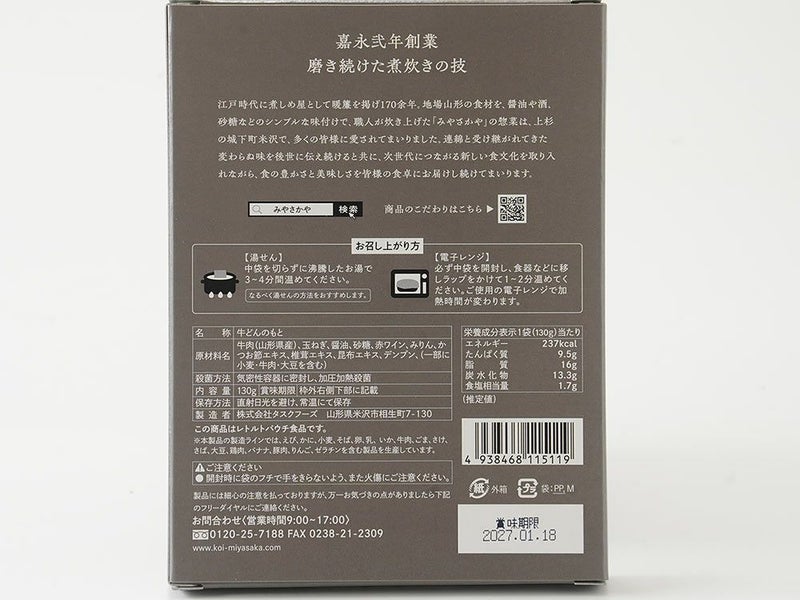 嘉永弐年創業
磨き続けた煮炊きの技
江戸時代に煮しめ屋として暖簾を掲げ170余年、地場山形の食材を、醤油や酒、
砂糖などのシンプルな味付けで、職人が炊き上げた「みやさかや」の惣菜は、上杉
の城下町米沢で、多くの皆様に愛されてまいりました。連綿と受け継がれてきた
変わらぬ味を後世に伝え続けると共に、次世代につながる新しい食文化を取り入
れながら、食の豊かさと美味しさを皆様の食卓にお届けし続けてまいります。
みやさかや 検索 商品のこだわりはこちら▶
お召し上がり方
【湯せん】
中袋を切らずに沸騰したお湯で
3~4分間温めてください。
なるべく湯せんの方法をおすすめします。
【電子レンジ】
必ず中袋を開封し、食器などに移
しラップをかけて1~2分温めてく
ださい。ご使用の電子レンジで加
熱時間が変わります。
名称 牛どんのもと
原材料名 牛肉(山形県産)、玉ねぎ、醤油、砂糖、赤ワイン、みりん、か
つお節エキス、椎茸エキス、昆布エキス、デンプン、(一部に
小麦・牛肉・大豆を含む)
殺菌方法 気密性容器に密封し、加圧加熱殺菌
内容量 130g 賞味期限 枠外右側下部に記載
保存方法 直射日光を避け、常温にて保存
製造者 株式会社タスクフーズ 山形県米沢市相生町7-130
この商品はレトルトパウチ食品です。
※本製品の製造ラインでは、えび、かに、小麦、そば、卵、乳、いか、牛肉、ごま、さけ、
さば、大豆、鶏肉、バナナ、豚肉、りんご、ゼラチンを含む製品を生産しています。
⚠ご注意ください
●開封時に袋のフチで手をきらないよう、また火傷にご注意ください。
製品には細心の注意を払っておりますが、万一お気づきの点がありましたら下記
のフリーダイヤルにご連絡ください。
お問合わせ〈営業時間9:00~17:00〉
0120-25-7188 FAX 0238-21-2309
www.koi-miyasaka.com
栄養成分表示1袋(130g)当たり
エネルギー 237kcal
たんぱく質 9.5g
脂質 16g
炭水化物 13.3g
食塩相当量 1.7g
(推定値)
4 938468 115119
紙 外箱 プラ 袋:PP, M
賞味期限
2027.01.18